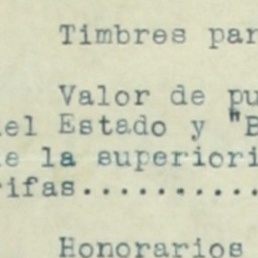 Timbres par
Valor de pu
el Estado y "B
e la superiori
rifas...........
Honorarios